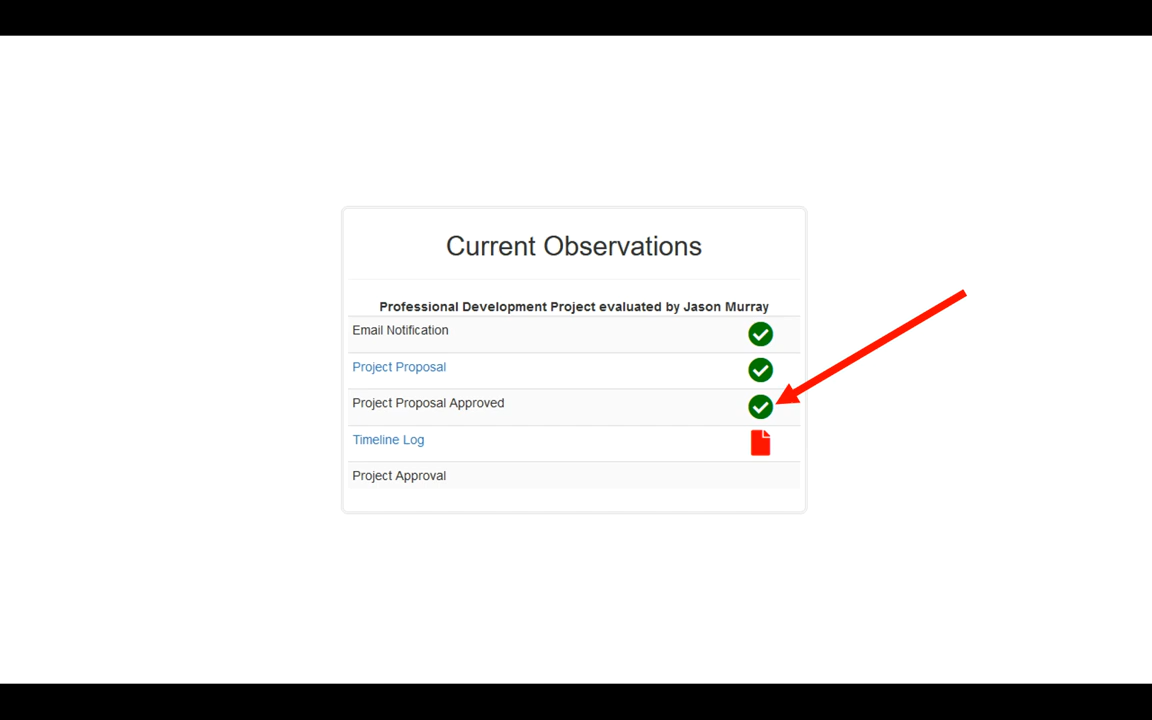 Current Observations
Professional Development Project evaluated by Jason Murray
Email Notification
Project Proposal
Project Proposal Approved
Timeline Log
Project Approval